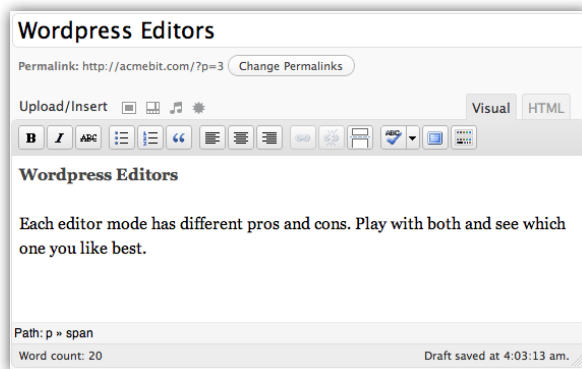 Wordpress Editors
Permalink: http://acmebit.com/?p=3 Change Permalinks
Upload/Insert Visual HTML
B I ABC ABC
Wordpress Editors
Each editor mode has different pros and cons. Play with both and see which
one you like best.
Path: p » span
Word count: 20 Draft saved at 4:03:13 am.